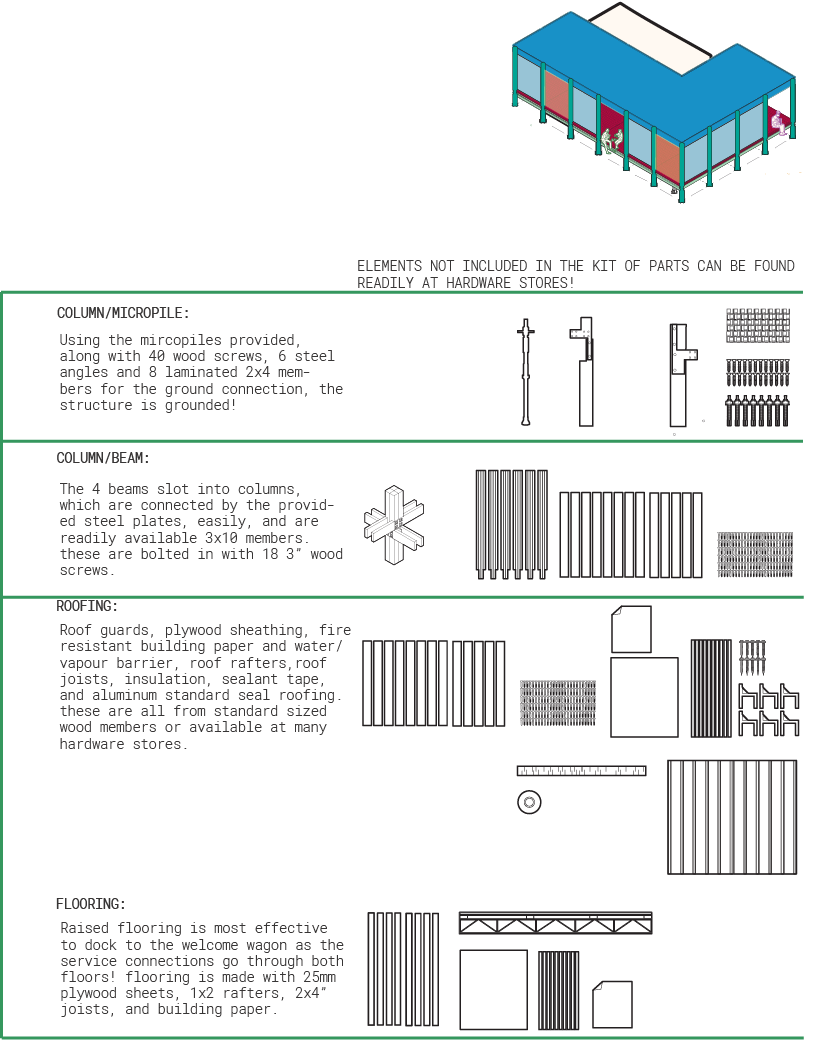 ELEMENTS NOT INCLUDED IN THE KIT OF PARTS CAN BE FOUND
READILY AT HARDWARE STORES!
COLUMN/MICROPILE:
Using the mircopiles provided,
along with 40 wood screws, 6 steel
angles and 8 laminated 2x4 mem-
bers for the ground connection, the
structure is grounded!
COLUMN/BEAM:
The 4 beams slot into columns,
which are connected by the provid-
ed steel plates, easily, and are
readily available 3x10 members.
these are bolted in with 18 3” wood
screws.
ROOFING:
Roof guards, plywood sheathing, fire
resistant building paper and water/
vapour barrier, roof rafters,roof
joists, insulation, sealant tape,
and aluminum standard seal roofing.
these are all from standard sized
wood members or available at many
hardware stores.
FLOORING:
Raised flooring is most effective
to dock to the welcome wagon as the
service connections go through both
floors! flooring is made with 25mm
plywood sheets, 1x2 rafters, 2x4”
joists, and building paper.